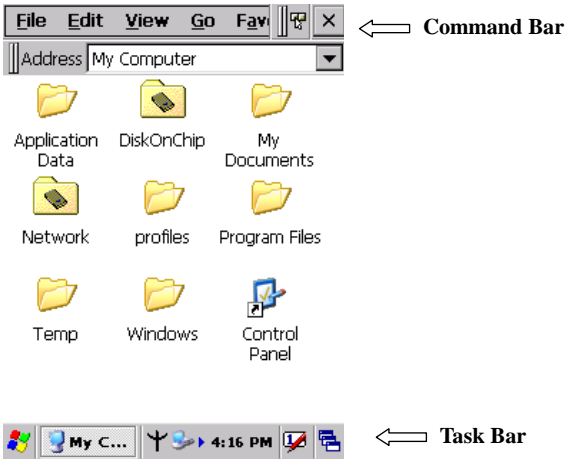 File Edit View Go Fav
Command Bar
Address My Computer
Application Data
DiskOnChip
My Documents
Network
profiles
Program Files
Temp
Windows
Control Panel
My C... 4:16 PM
Task Bar